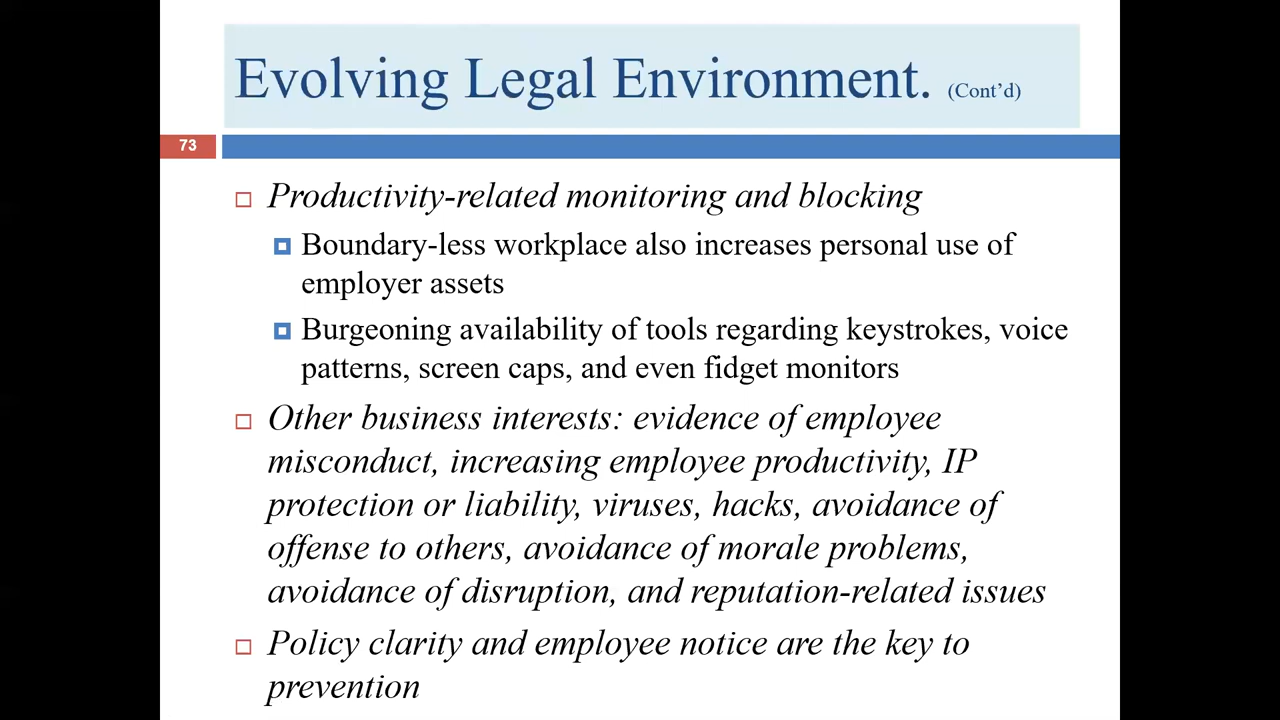 Evolving Legal Environment. (Cont’d)
73
Productivity-related monitoring and blocking
Boundary-less workplace also increases personal use of
employer assets
Burgeoning availability of tools regarding keystrokes, voice
patterns, screen caps, and even fidget monitors
Other business interests: evidence of employee
misconduct, increasing employee productivity, IP
protection or liability, viruses, hacks, avoidance of
offense to others, avoidance of morale problems,
avoidance of disruption, and reputation-related issues
Policy clarity and employee notice are the key to
prevention